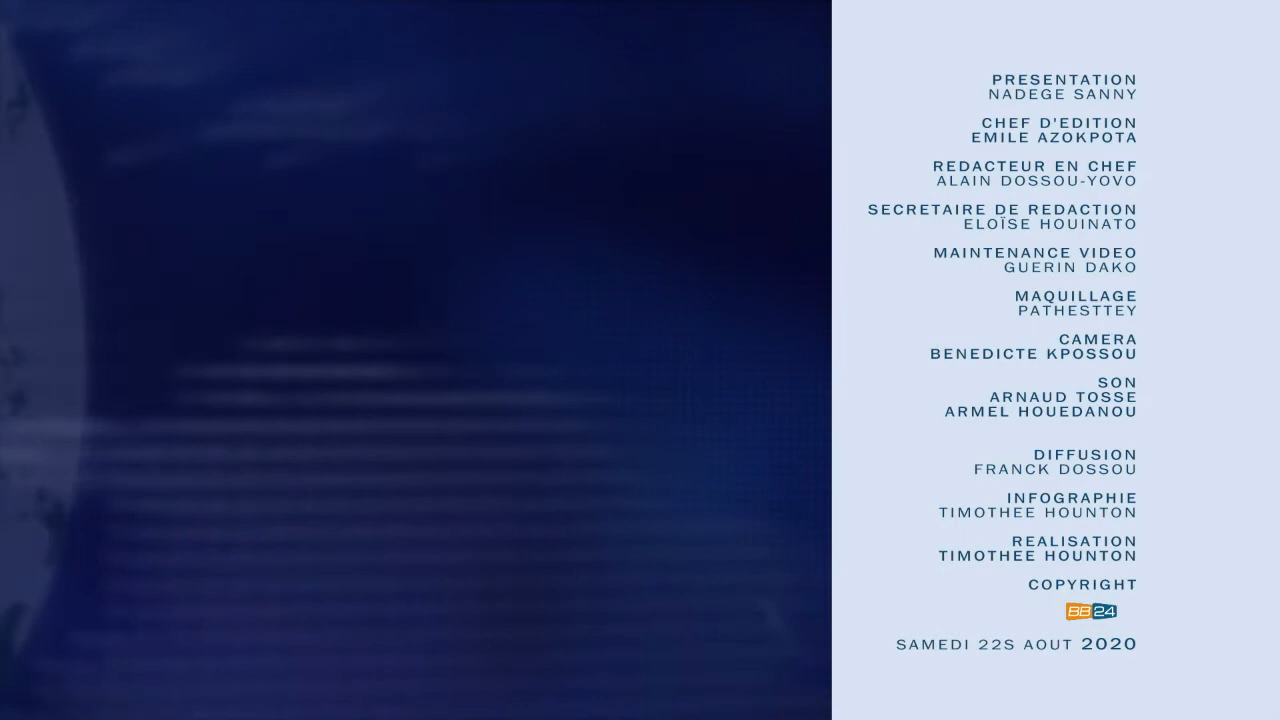 PRESENTATION
NADEGE SANNY
CHEF D'EDITION
EMILE AZOKPOTA
REDACTEUR EN CHEF
ALAIN DOSSOU-YOVO
SECRETAIRE DE REDACTION
ELOÏSE HOUINATO
MAINTENANCE VIDEO
GUERIN DAKO
MAQUILLAGE
PATHESTTEY
CAMERA
BENEDICTE KPOSSOU
SON
ARNAUD TOSSE
ARMEL HOUEDANOU
DIFFUSION
FRANCK DOSSOU
INFOGRAPHIE
TIMOTHEE HOUNTON
REALISATION
TIMOTHEE HOUNTON
COPYRIGHT
BB24
SAMEDI 22S AOUT 2020